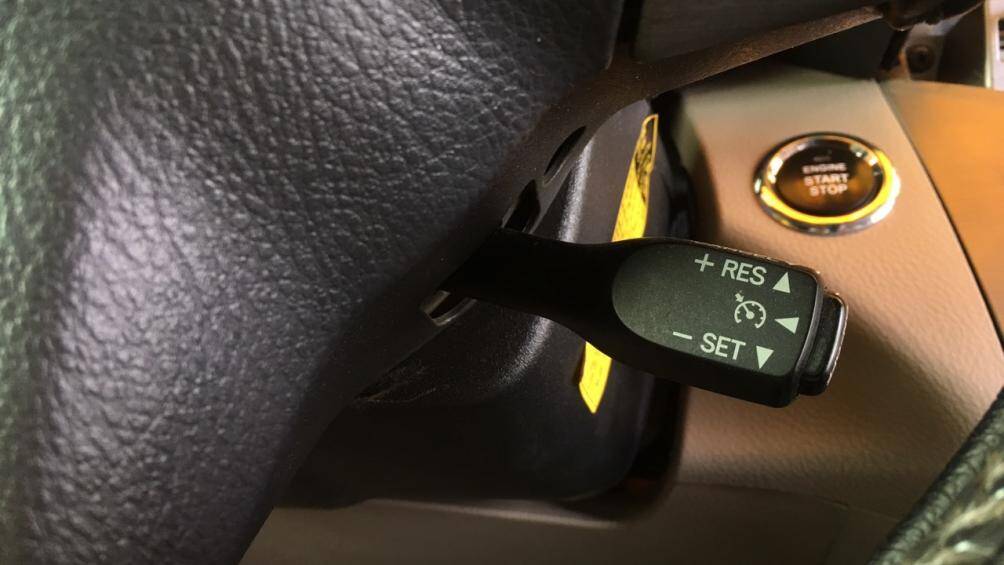 ENGINE
START
STOP
+ RES
− SET